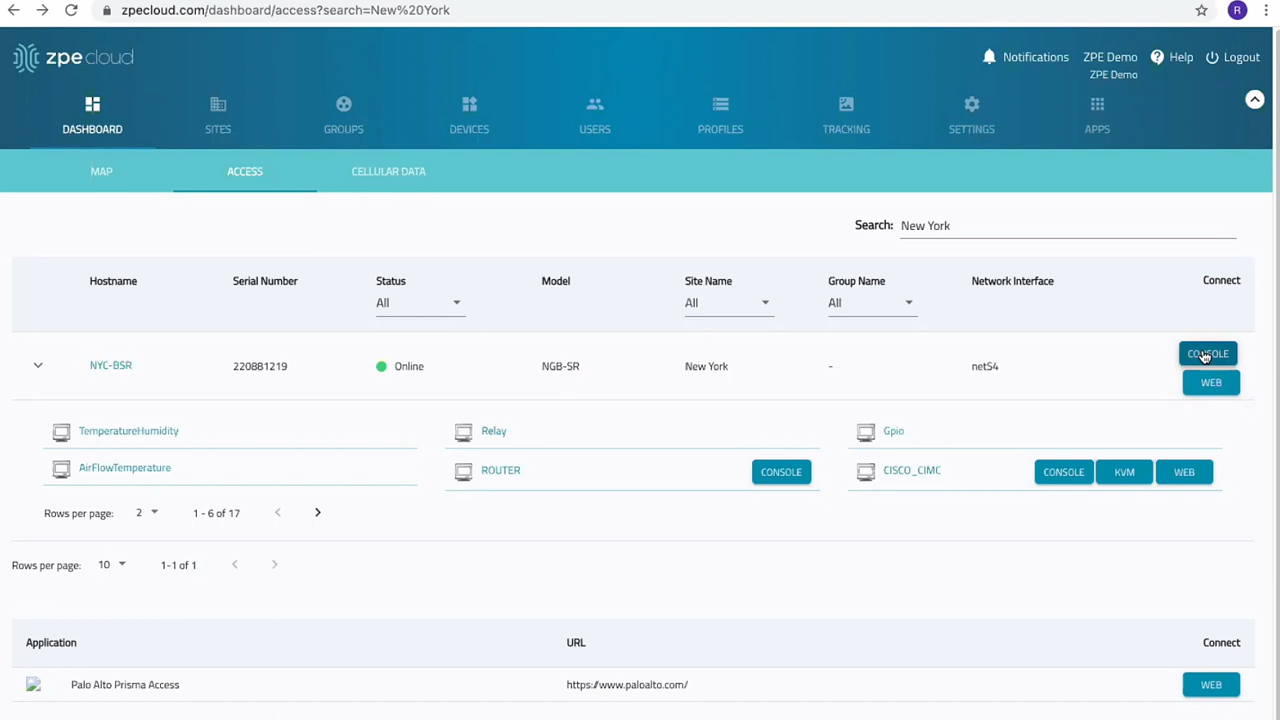 zpecloud.com/dashboard/access?search=New%20York
R
zpe cloud
Notifications
ZPE Demo
ZPE Demo
Help
Logout
DASHBOARD
SITES
GROUPS
DEVICES
USERS
PROFILES
TRACKING
SETTINGS
APPS
MAP
ACCESS
CELLULAR DATA
Search: New York
Hostname
Serial Number
Status
Model
Site Name
Group Name
Network Interface
Connect
All
All
All
NYC-BSR
220881219
Online
NGB-SR
New York
-
netS4
CONSOLE
WEB
TemperatureHumidity
Relay
Gpio
AirFlowTemperature
ROUTER
CONSOLE
CISCO_CIMC
CONSOLE
KVM
WEB
Rows per page: 2 1 - 6 of 17
Rows per page: 10 1-1 of 1
Application
URL
Connect
Palo Alto Prisma Access
https://www.paloalto.com/
WEB